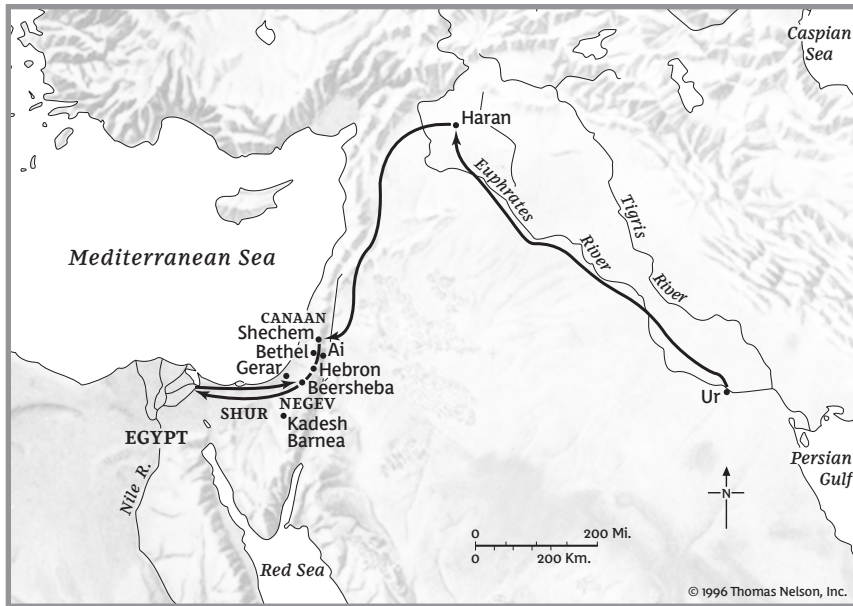 Caspian
Sea
Haran
Euphrates
River
Tigris
River
Mediterranean Sea
CANAAN
Shechem
Bethel
Ai
Gerar
Hebron
Beersheba
SHUR
NEGEV
Kadesh
Barnea
EGYPT
Nile R.
Red Sea
Ur
Persian
Gulf
N
0 200 Mi.
0 200 Km.
© 1996 Thomas Nelson, Inc.